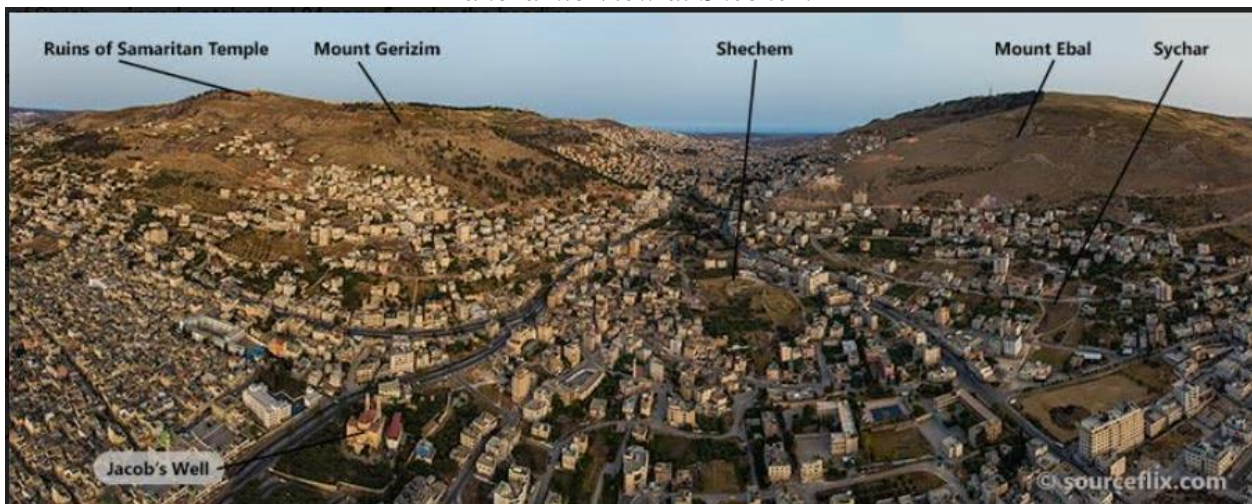 Ruins of Samaritan Temple
Mount Gerizim
Shechem
Mount Ebal
Sychar
Jacob's Well
© sourceflix.com